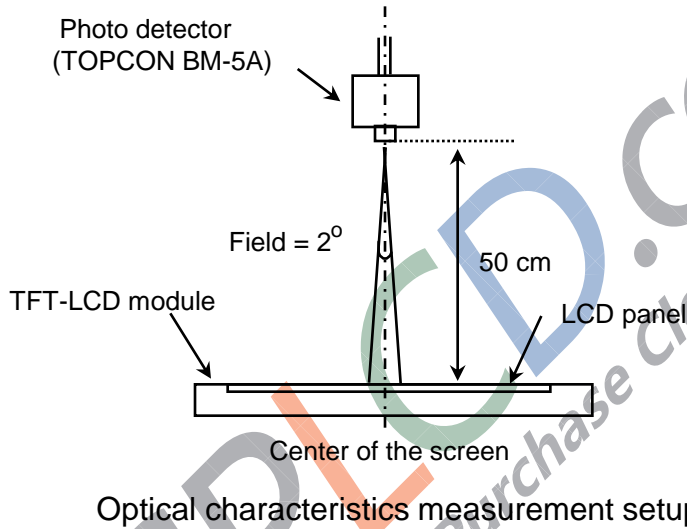 Photo detector
(TOPCON BM-5A)
Field = 2°
50 cm
TFT-LCD module
LCD panel
Center of the screen
Optical characteristics measurement setup